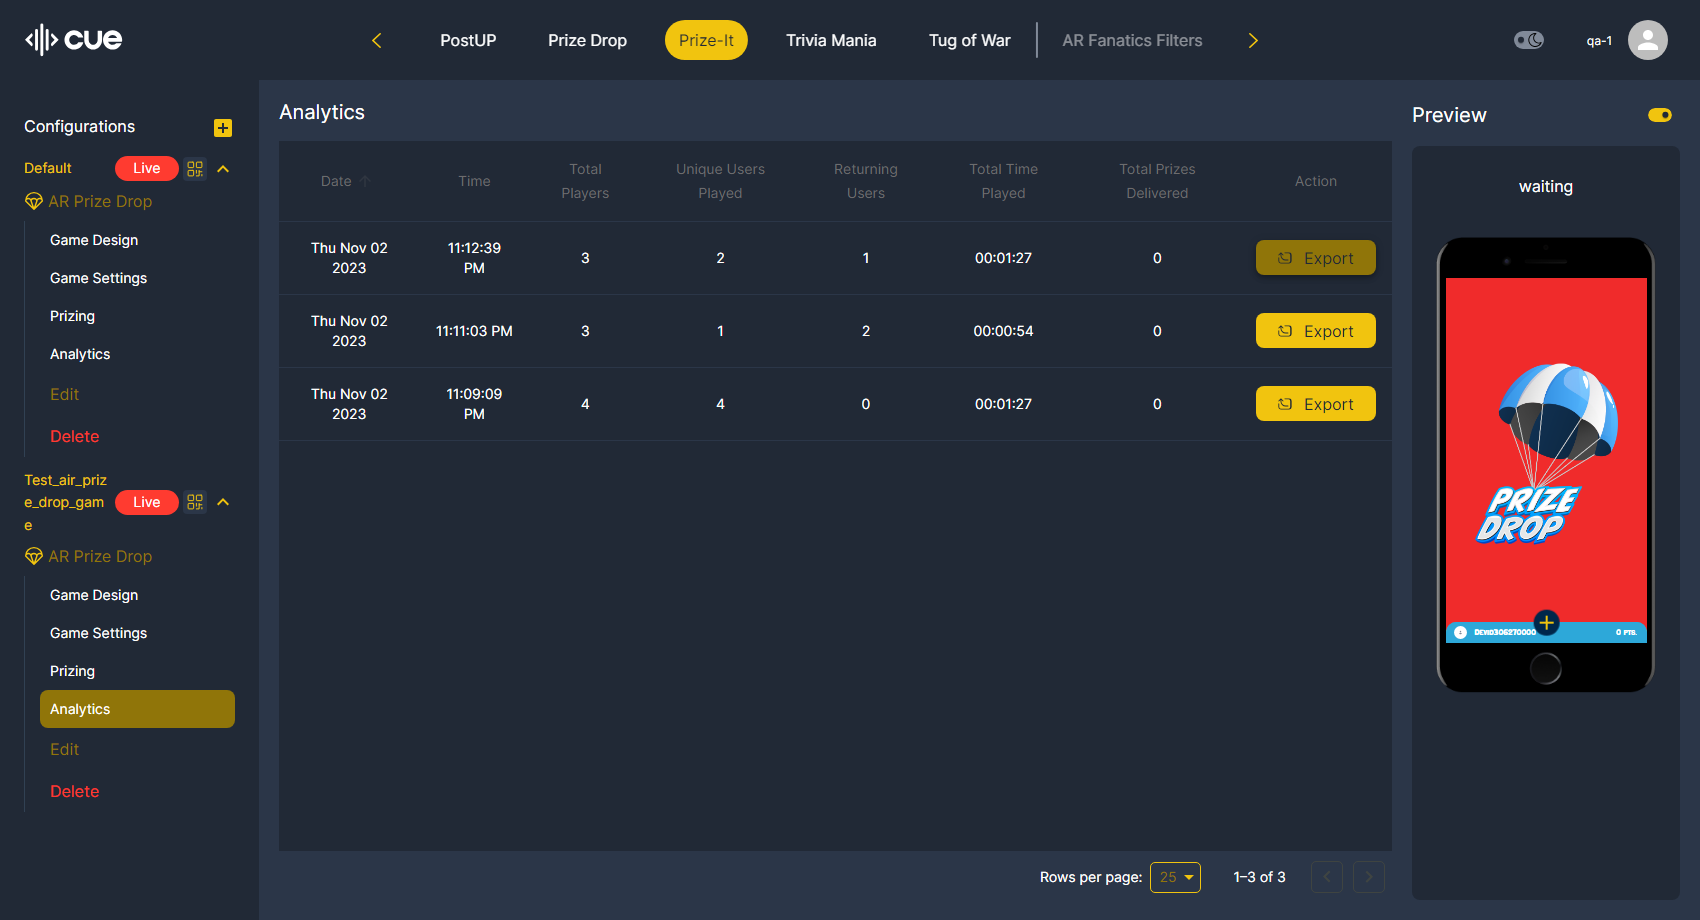 cue
PostUP
Prize Drop
Prize-It
Trivia Mania
Tug of War
AR Fanatics Filters
qa-1
Configurations
Default
Live
AR Prize Drop
Game Design
Game Settings
Prizing
Analytics
Edit
Delete
Test_air_priz
e_drop_gam
e
Live
AR Prize Drop
Game Design
Game Settings
Prizing
Analytics
Edit
Delete
Analytics
Date
Time
Total
Players
Unique Users
Played
Returning
Users
Total Time
Played
Total Prizes
Delivered
Action
Thu Nov 02
2023
11:12:39
PM
3
2
1
00:01:27
0
Export
Thu Nov 02
2023
11:11:03 PM
3
1
2
00:00:54
0
Export
Thu Nov 02
2023
11:09:09
PM
4
4
0
00:01:27
0
Export
Rows per page:
25
1–3 of 3
Preview
waiting
PRIZE
DROP
0 PTS.